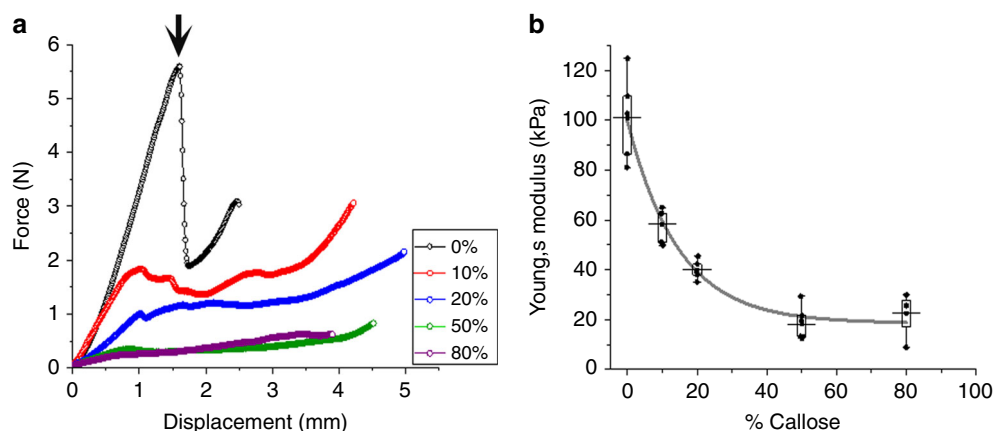 a
6
5
4
3
2
1
0
Force (N)
0 1 2 3 4 5
Displacement (mm)
0%
10%
20%
50%
80%
b
120
100
80
60
40
20
0
Young,s modulus (kPa)
0 20 40 60 80 100
% Callose